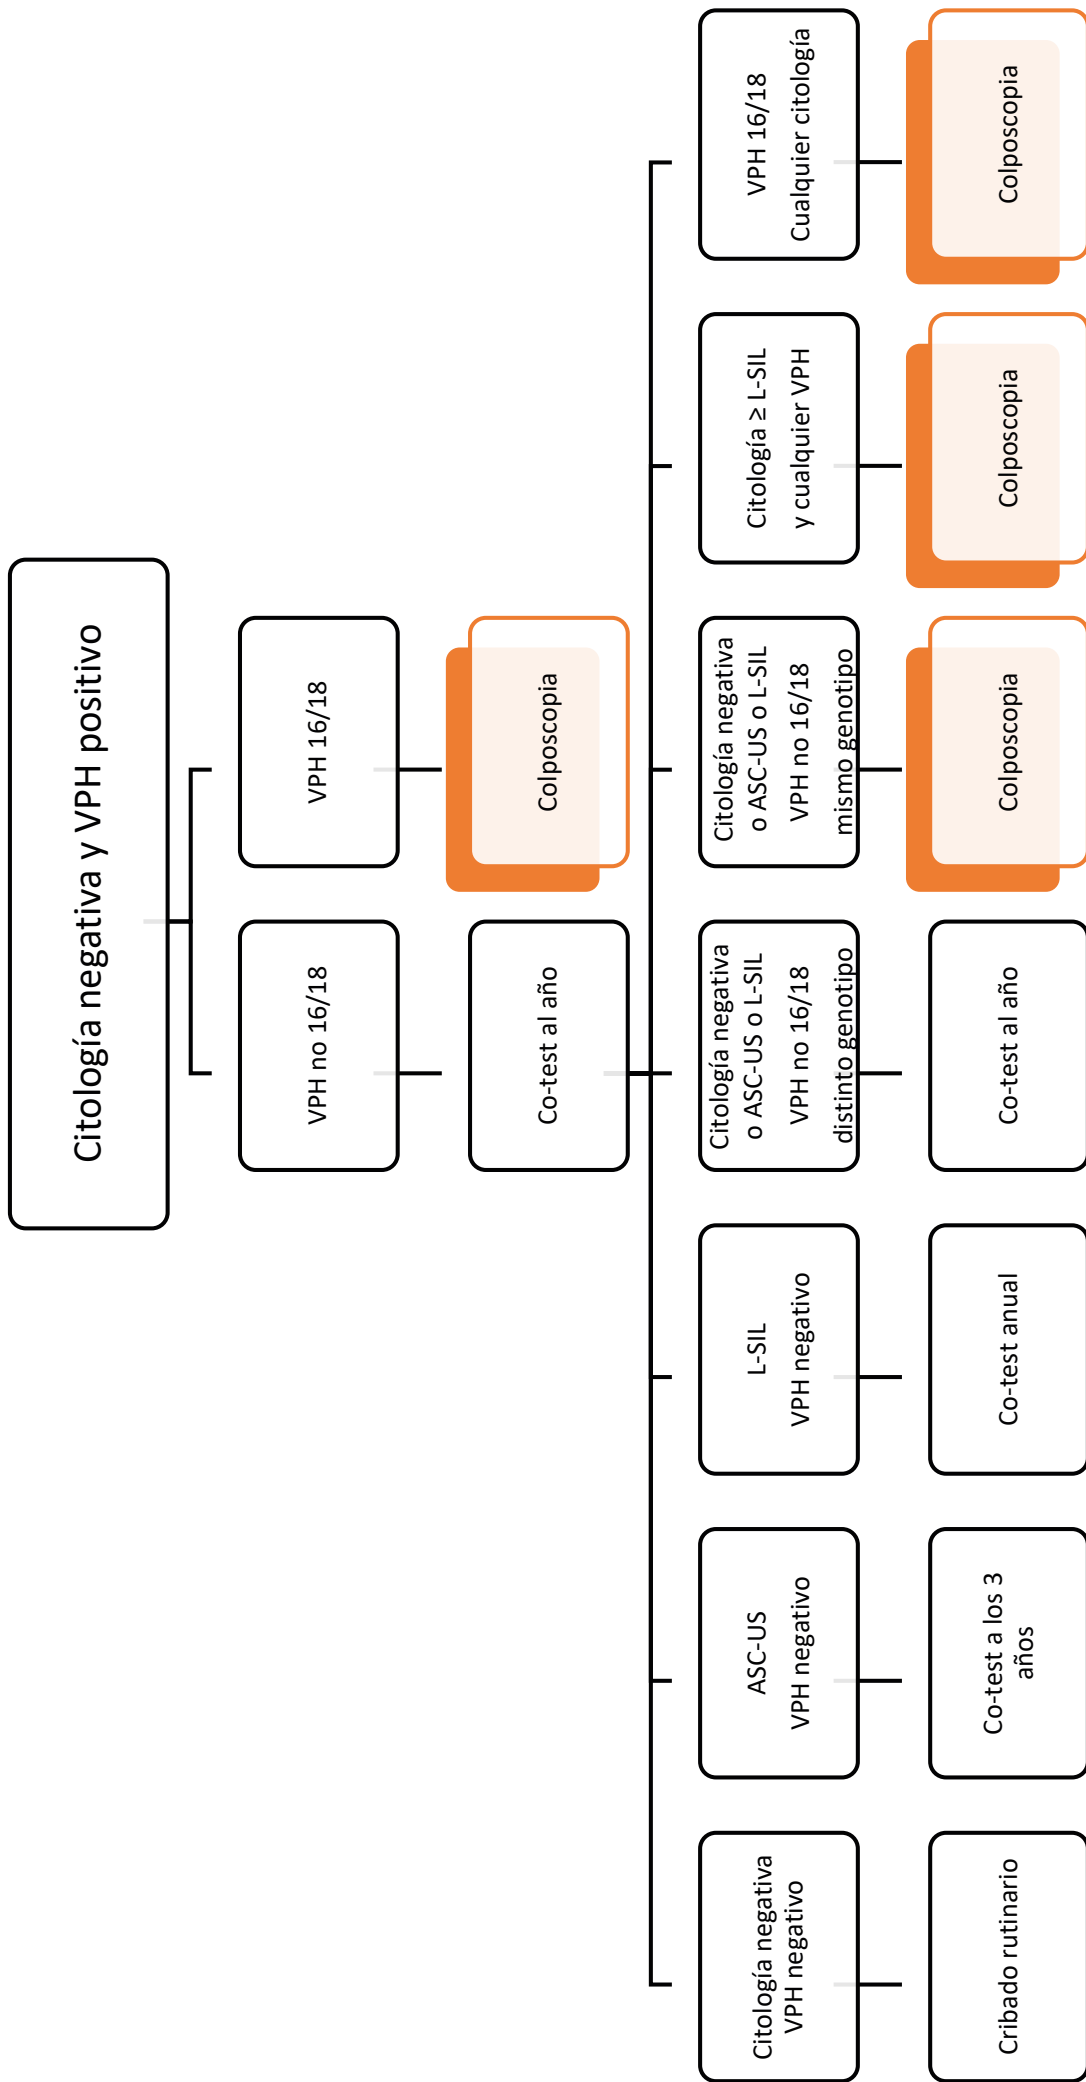 Citología negativa y VPH positivo
VPH no 16/18
VPH 16/18
Co-test al año
Colposcopia
Citología negativa
VPH negativo
ASC-US
VPH negativo
L-SIL
VPH negativo
Citología negativa
o ASC-US o L-SIL
VPH no 16/18
distinto genotipo
Citología negativa
o ASC-US o L-SIL
VPH no 16/18
mismo genotipo
Citología ≥ L-SIL
y cualquier VPH
VPH 16/18
Cualquier citología
Cribado rutinario
Co-test a los 3
años
Co-test anual
Co-test al año
Colposcopia
Colposcopia
Colposcopia